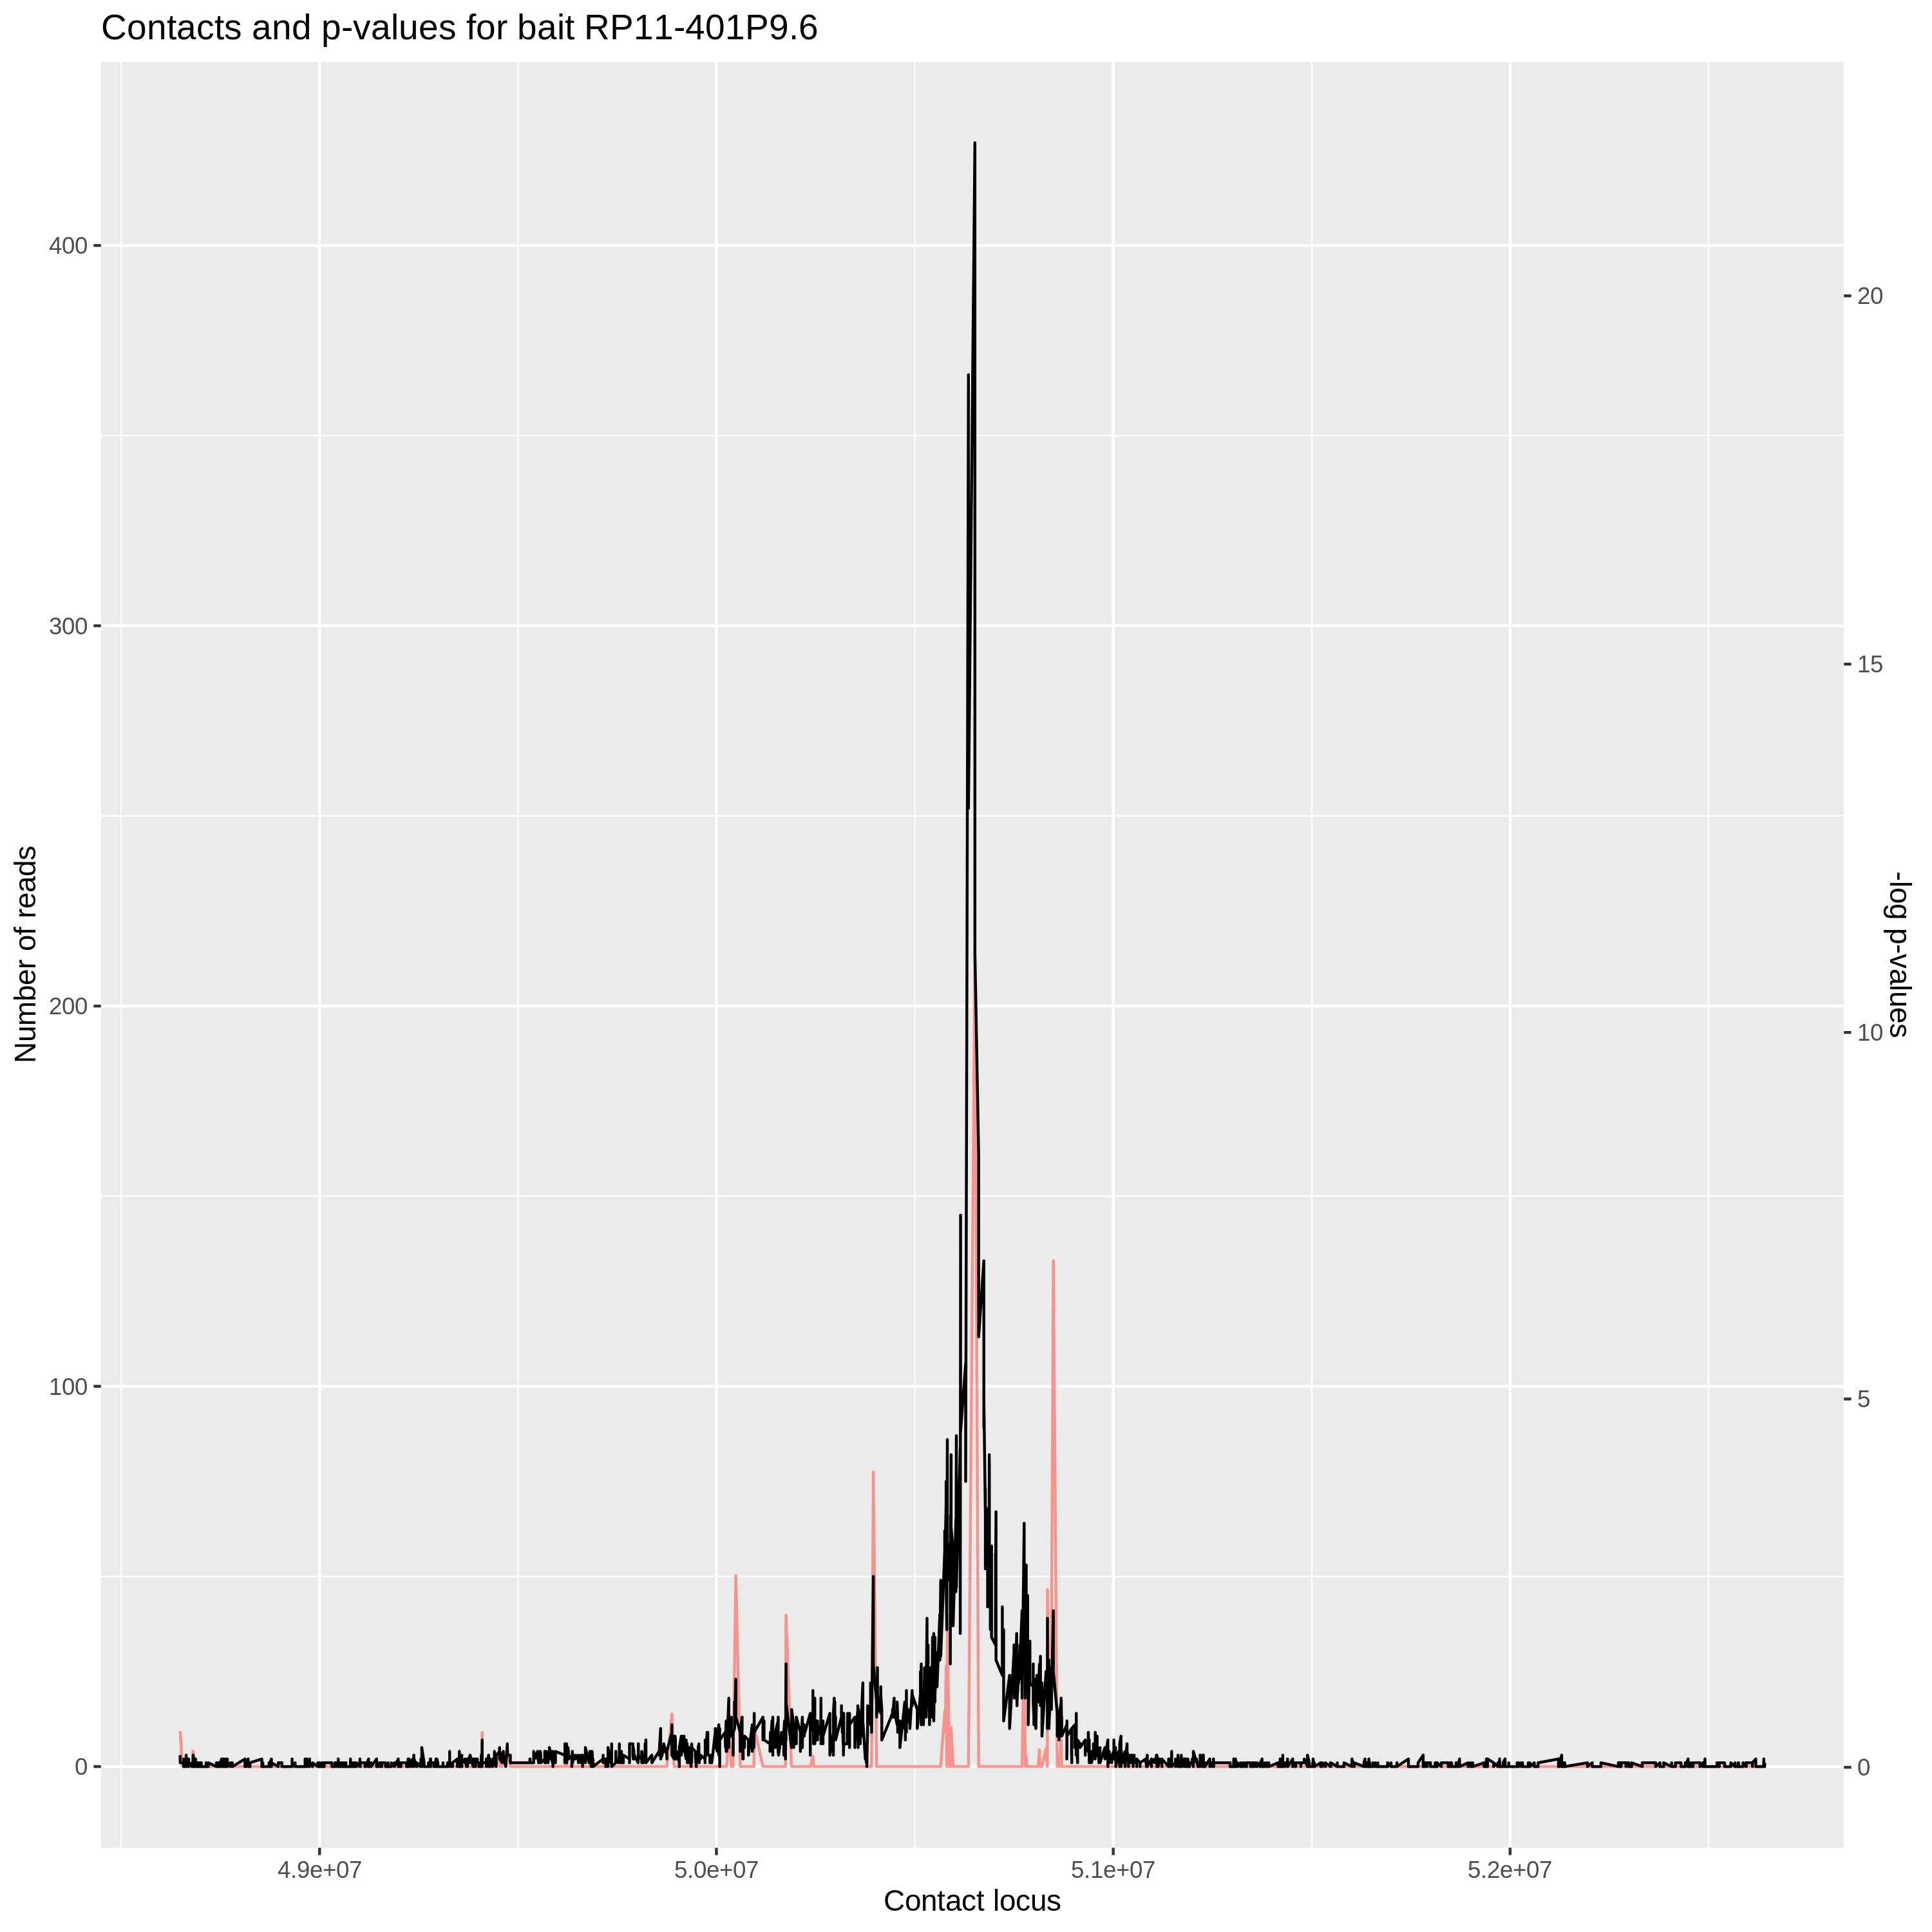 Contacts and p-values for bait RP11-401P9.6
400
300
200
100
0
Number of reads
20
15
10
5
0
-log p-values
4.9e+07
5.0e+07
5.1e+07
5.2e+07
Contact locus